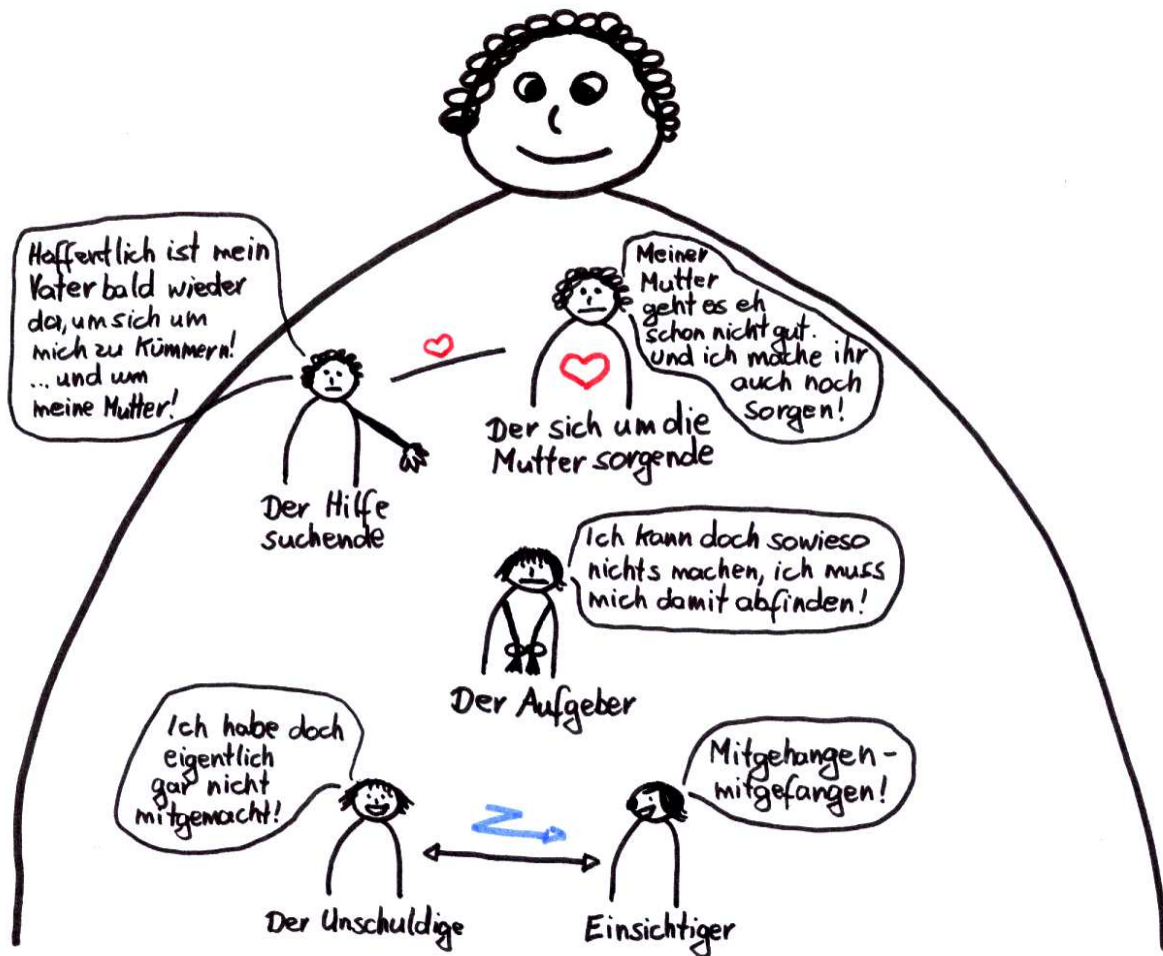 Hoffentlich ist mein
Vater bald wieder
da, um sich um
mich zu kümmern!
... und um
meine Mutter!
Der Hilfe
suchende
Meiner
Mutter
geht es eh
schon nicht gut.
und ich mache ihr
auch noch
Sorgen!
Der sich um die
Mutter sorgende
Ich kann doch sowieso
nichts machen, ich muss
mich damit abfinden!
Der Aufgeber
Ich habe doch
eigentlich
gar nicht
mitgemacht!
Der Unschuldige
Mitgehangen-
mitgefangen!
Einsichtiger